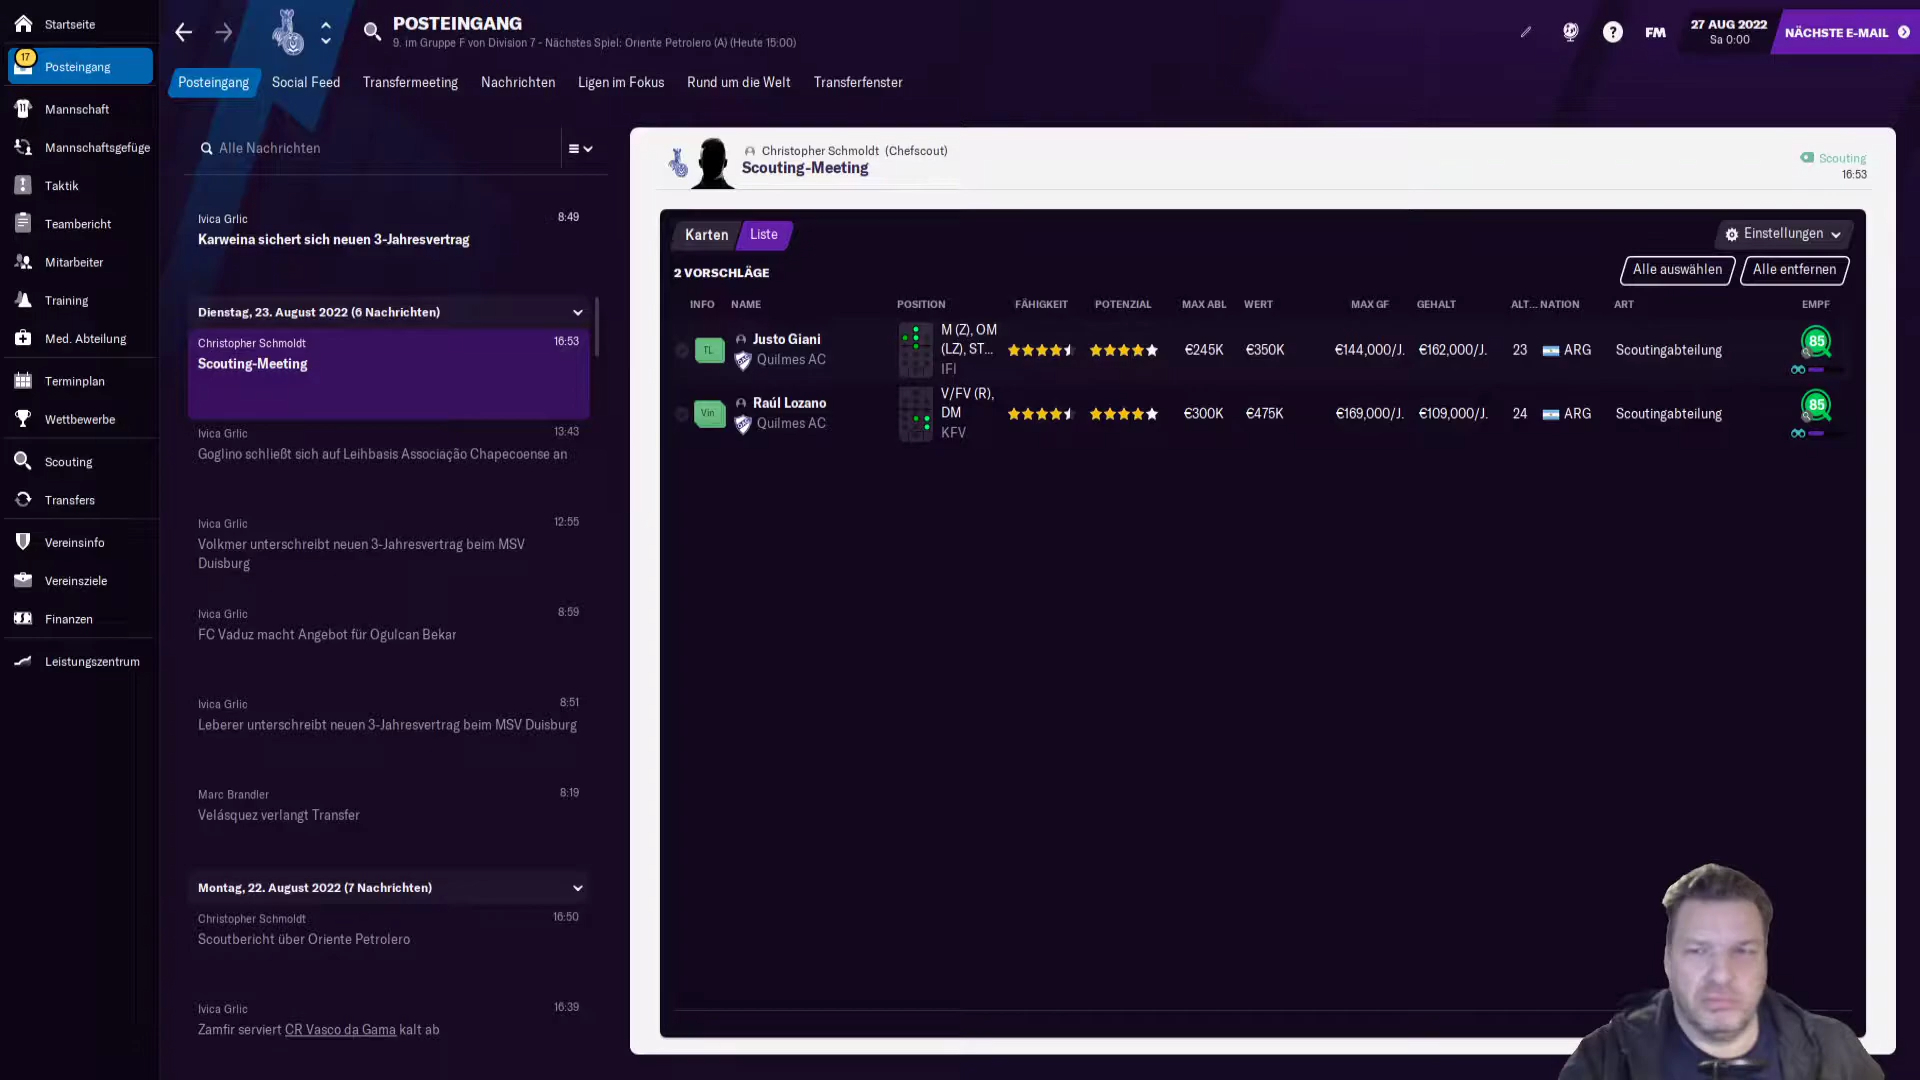 Startseite
17
Posteingang
Mannschaft
Mannschaftsgefüge
Taktik
Teambericht
Mitarbeiter
Training
Med. Abteilung
Terminplan
Wettbewerbe
Scouting
Transfers
Vereinsinfo
Vereinsziele
Finanzen
Leistungszentrum
POSTEINGANG
9. im Gruppe F von Division 7 - Nächstes Spiel: Oriente Petrolero (A) (Heute 15:00)
?
FM
27 AUG 2022
Sa 0:00
NÄCHSTE E-MAIL
Posteingang
Social Feed
Transfermeeting
Nachrichten
Ligen im Fokus
Rund um die Welt
Transferfenster
Alle Nachrichten
Ivica Grlic 8:49
Karweina sichert sich neuen 3-Jahresvertrag
Dienstag, 23. August 2022 (6 Nachrichten)
Christopher Schmoldt 16:53
Scouting-Meeting
Ivica Grlic 13:43
Goglino schließt sich auf Leihbasis Associação Chapecoense an
Ivica Grlic 12:55
Volkmer unterschreibt neuen 3-Jahresvertrag beim MSV
Duisburg
Ivica Grlic 8:59
FC Vaduz macht Angebot für Ogulcan Bekar
Ivica Grlic 8:51
Leberer unterschreibt neuen 3-Jahresvertrag beim MSV Duisburg
Marc Brandler 8:19
Velásquez verlangt Transfer
Montag, 22. August 2022 (7 Nachrichten)
Christopher Schmoldt 16:50
Scoutbericht über Oriente Petrolero
Ivica Grlic 16:39
Zamfir serviert CR Vasco da Gama kalt ab
Christopher Schmoldt (Chefscout)
Scouting-Meeting
Scouting
16:53
Karten
Liste
Einstellungen
2 VORSCHLÄGE
Alle auswählen
Alle entfernen
INFO NAME POSITION FÄHIGKEIT POTENZIAL MAX ABL WERT MAX GF GEHALT ALT... NATION ART EMPF
TL Justo Giani
Quilmes AC
M (Z), OM
(LZ), ST...
IFI
€245K €350K €144,000/J. €162,000/J. 23 ARG Scoutingabteilung 85
Vin Raúl Lozano
Quilmes AC
V/FV (R),
DM
KFV
€300K €475K €169,000/J. €109,000/J. 24 ARG Scoutingabteilung 85